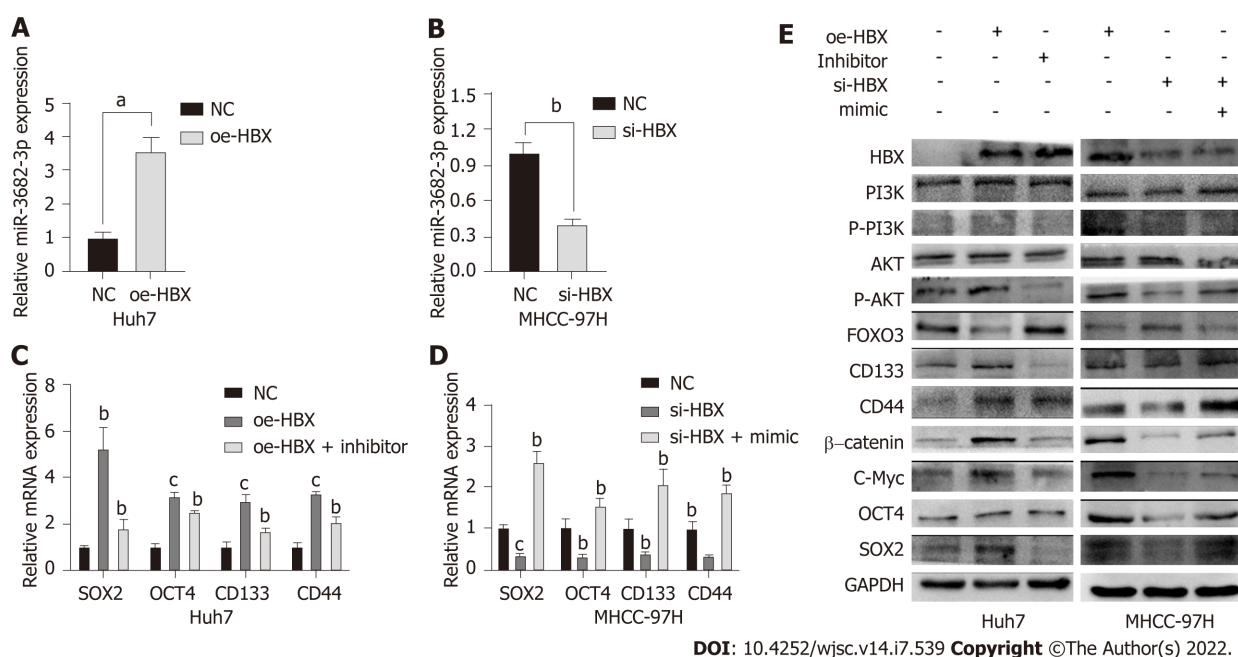 A
Relative miR-3682-3p expression
5
4
3
2
1
0
a
NC
oe-HBX
NC oe-HBX
Huh7
B
Relative miR-3682-3p expression
1.5
1.2
0.9
0.6
0.3
0.0
b
NC
si-HBX
NC si-HBX
MHCC-97H
C
Relative mRNA expression
8
6
4
2
0
NC
oe-HBX
oe-HBX + inhibitor
b b c b c b c b
SOX2 OCT4 CD133 CD44
Huh7
D
Relative mRNA expression
4
3
2
1
0
NC
si-HBX
si-HBX + mimic
c b b b b b b b
SOX2 OCT4 CD133 CD44
MHCC-97H
E
oe-HBX - + - + - -
Inhibitor - - + - - -
si-HBX - - - - + +
mimic - - - - - +
HBX
PI3K
P-PI3K
AKT
P-AKT
FOXO3
CD133
CD44
β-catenin
C-Myc
OCT4
SOX2
GAPDH
Huh7 MHCC-97H
DOI: 10.4252/wjsc.v14.i7.539 Copyright ©The Author(s) 2022.